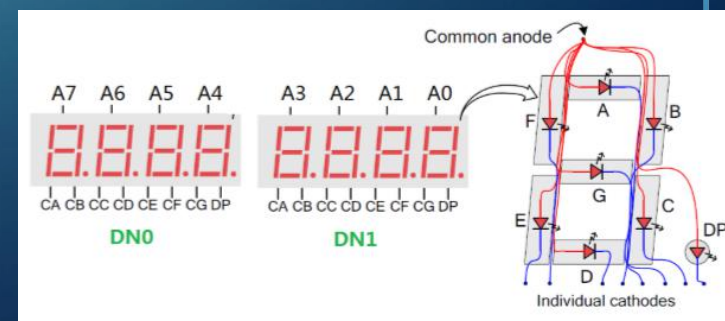 Common anode
A7 A6 A5 A4
A3 A2 A1 A0
CA CB CC CD CE CF CG DP
DN0
CA CB CC CD CE CF CG DP
DN1
A
F
B
G
E
C
DP
D
Individual cathodes